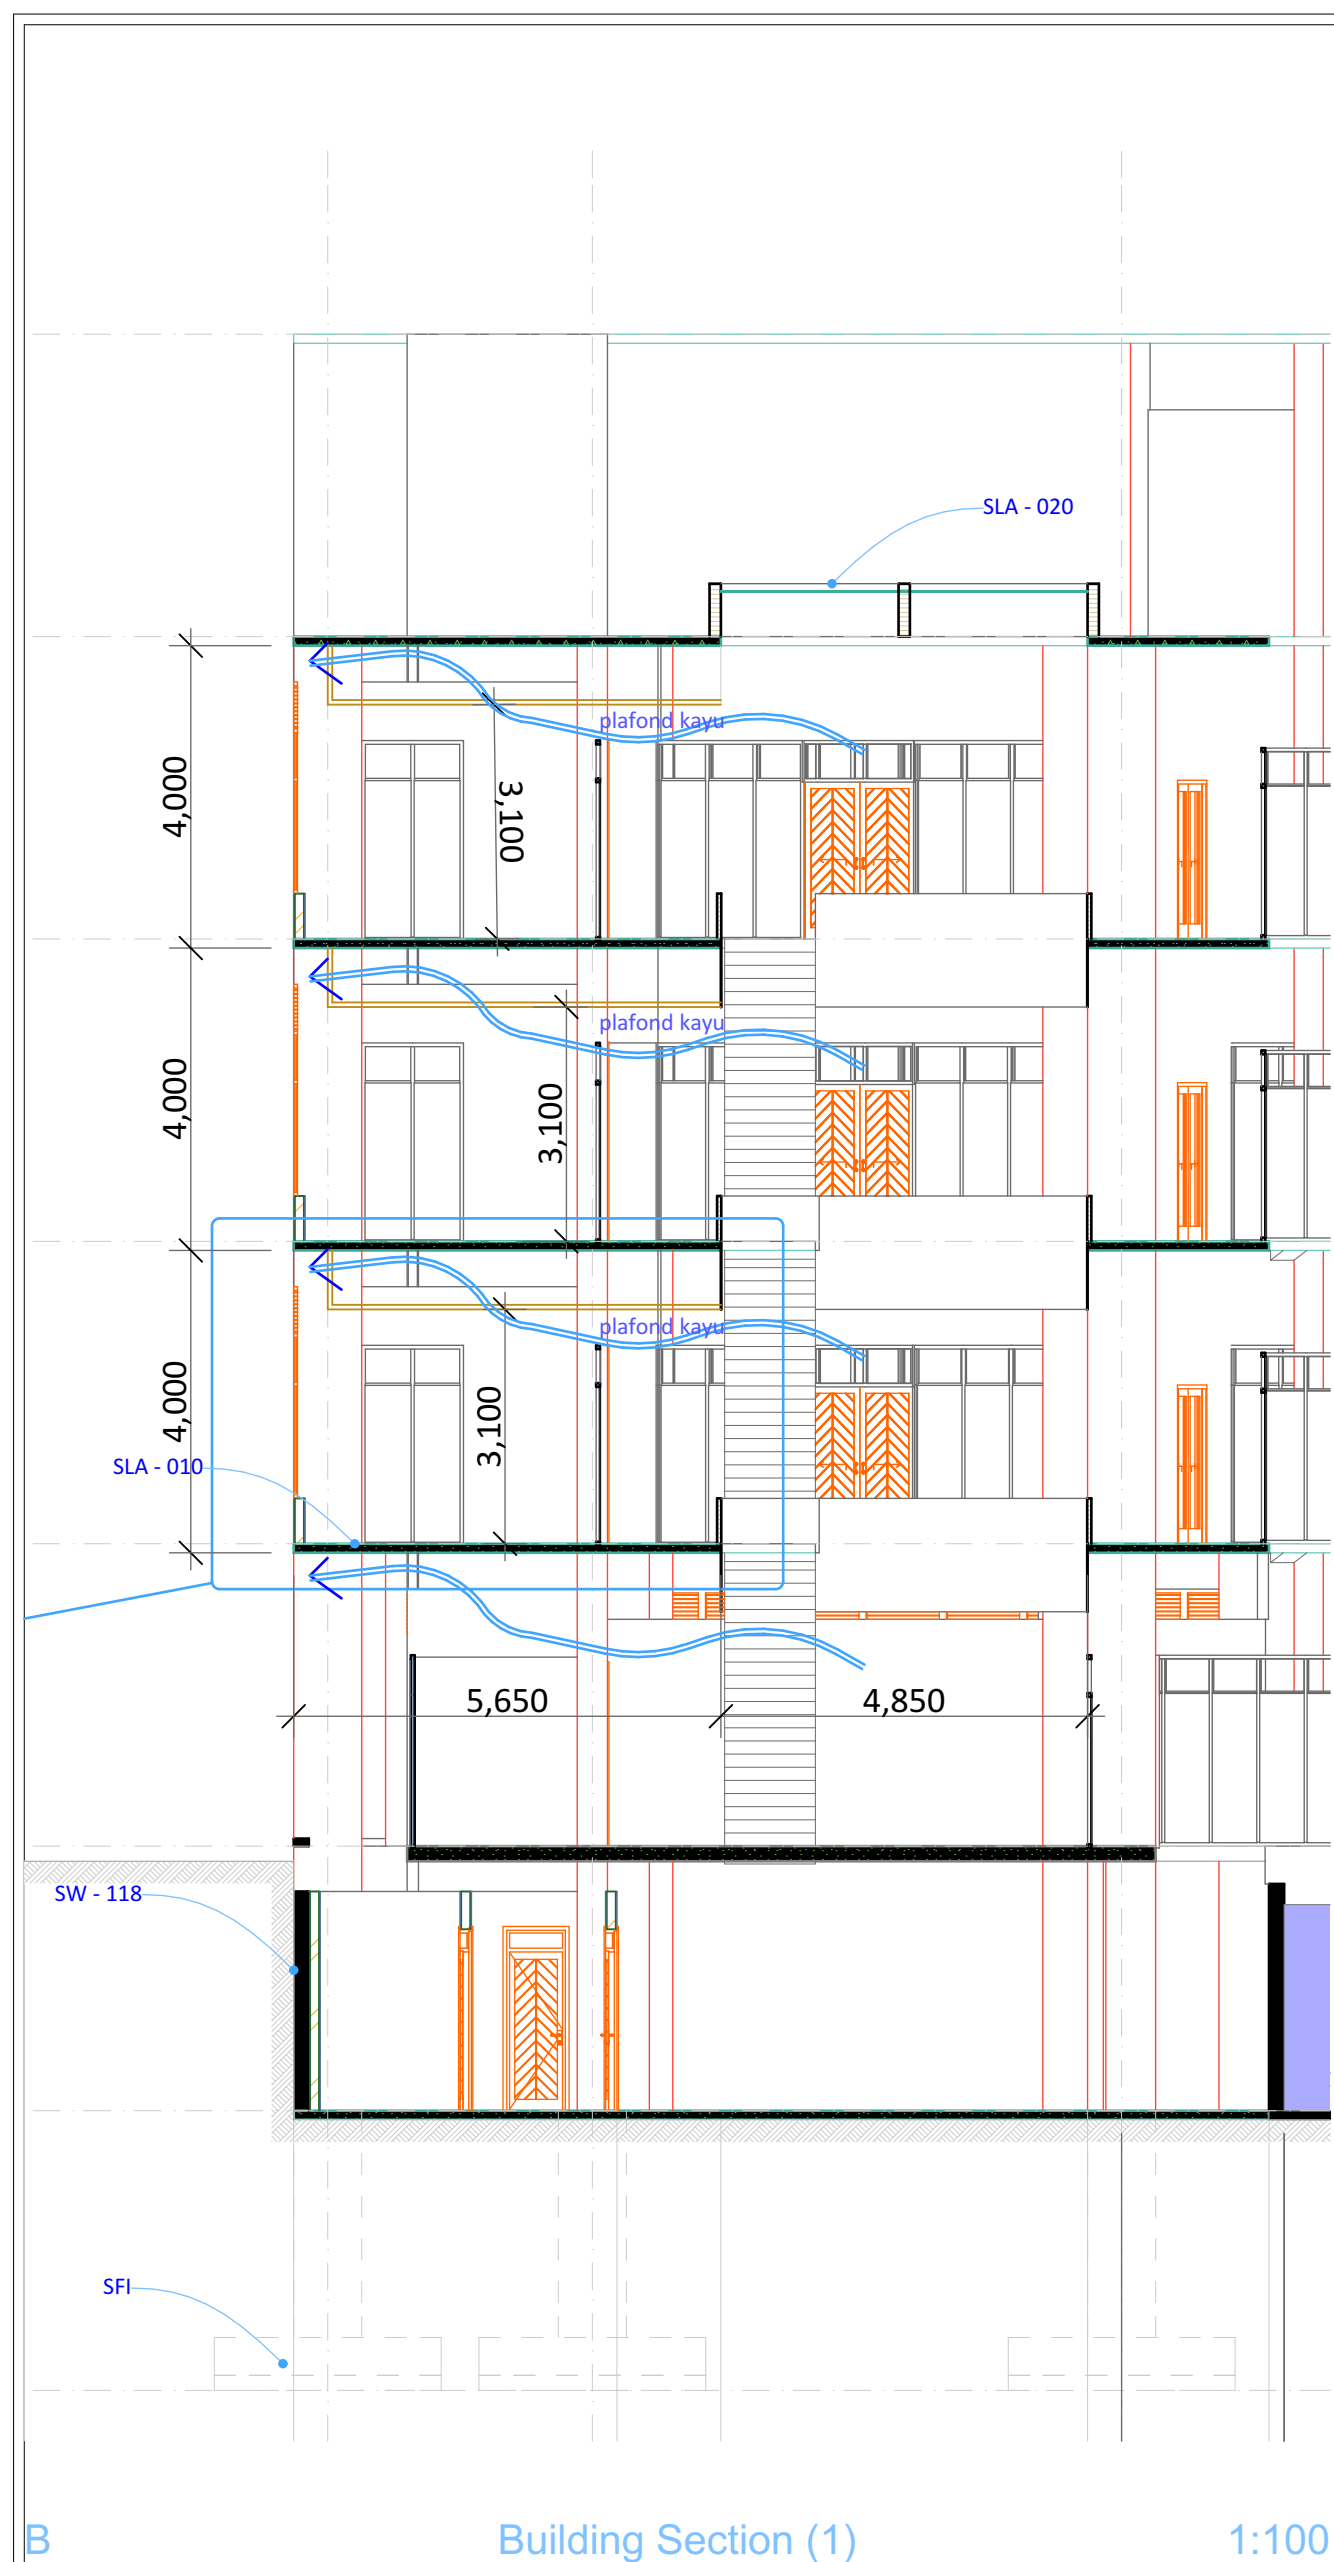 SLA - 020
plafond kayu
4,000
3,100
plafond kayu
4,000
3,100
plafond kayu
4,000
3,100
SLA - 010
5,650
4,850
SW - 118
SFI
B
Building Section (1)
1:100